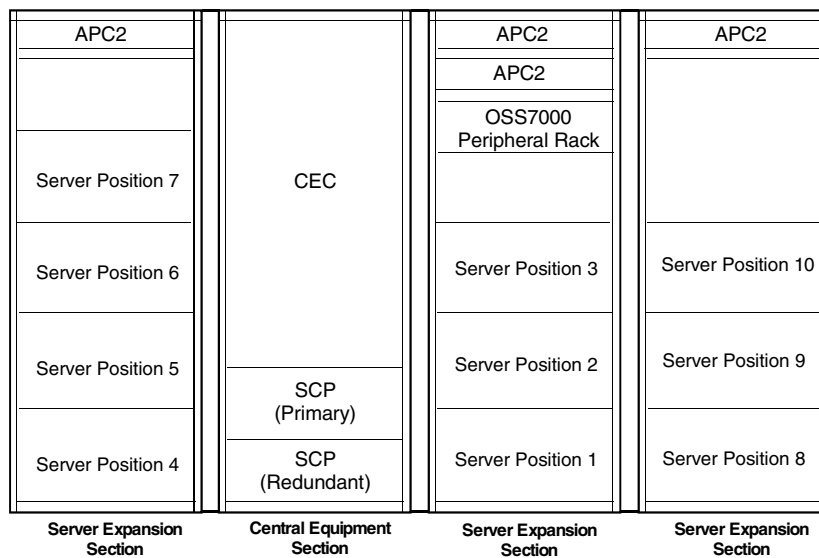 APC2
Server Position 7
Server Position 6
Server Position 5
Server Position 4
Server Expansion
Section
CEC
SCP
(Primary)
SCP
(Redundant)
Central Equipment
Section
APC2
APC2
OSS7000
Peripheral Rack
Server Position 3
Server Position 2
Server Position 1
Server Expansion
Section
APC2
Server Position 10
Server Position 9
Server Position 8
Server Expansion
Section